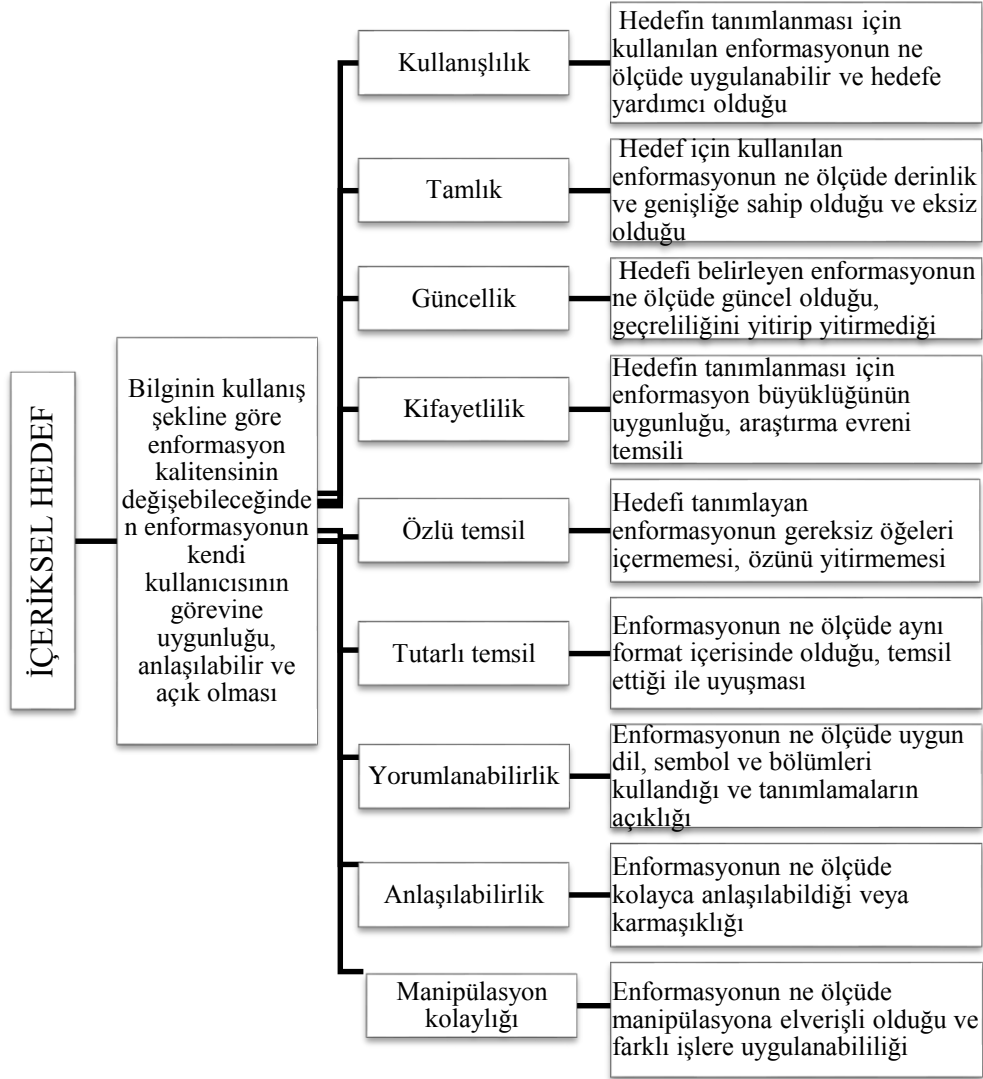 İÇERİKSEL HEDEF
Bilginin kullanış
şekline göre
enformasyon
kalitensinin
değişebileceğinde
n enformasyonun
kendi
kullanıcısının
görevine
uygunluğu,
anlaşılabilir ve
açık olması
Kullanışlılık
Hedefin tanımlanması için
kullanılan enformasyonun ne
ölçüde uygulanabilir ve hedefe
yardımcı olduğu
Tamlık
Hedef için kullanılan
enformasyonun ne ölçüde derinlik
ve genişliğe sahip olduğu ve eksiz
olduğu
Güncellik
Hedefi belirleyen enformasyonun
ne ölçüde güncel olduğu,
geçreliliğini yitirip yitirmediği
Kifayetlilik
Hedefin tanımlanması için
enformasyon büyüklüğünün
uygunluğu, araştırma evreni
temsili
Özlü temsil
Hedefi tanımlayan
enformasyonun gereksiz öğeleri
içermemesi, özünü yitirmemesi
Tutarlı temsil
Enformasyonun ne ölçüde aynı
format içerisinde olduğu, temsil
ettiği ile uyuşması
Yorumlanabilirlik
Enformasyonun ne ölçüde uygun
dil, sembol ve bölümleri
kullandığı ve tanımlamaların
açıklığı
Anlaşılabilirlik
Enformasyonun ne ölçüde
kolayca anlaşılabildiği veya
karmaşıklığı
Manipülasyon
kolaylığı
Enformasyonun ne ölçüde
manipülasyona elverişli olduğu ve
farklı işlere uygulanabililiği